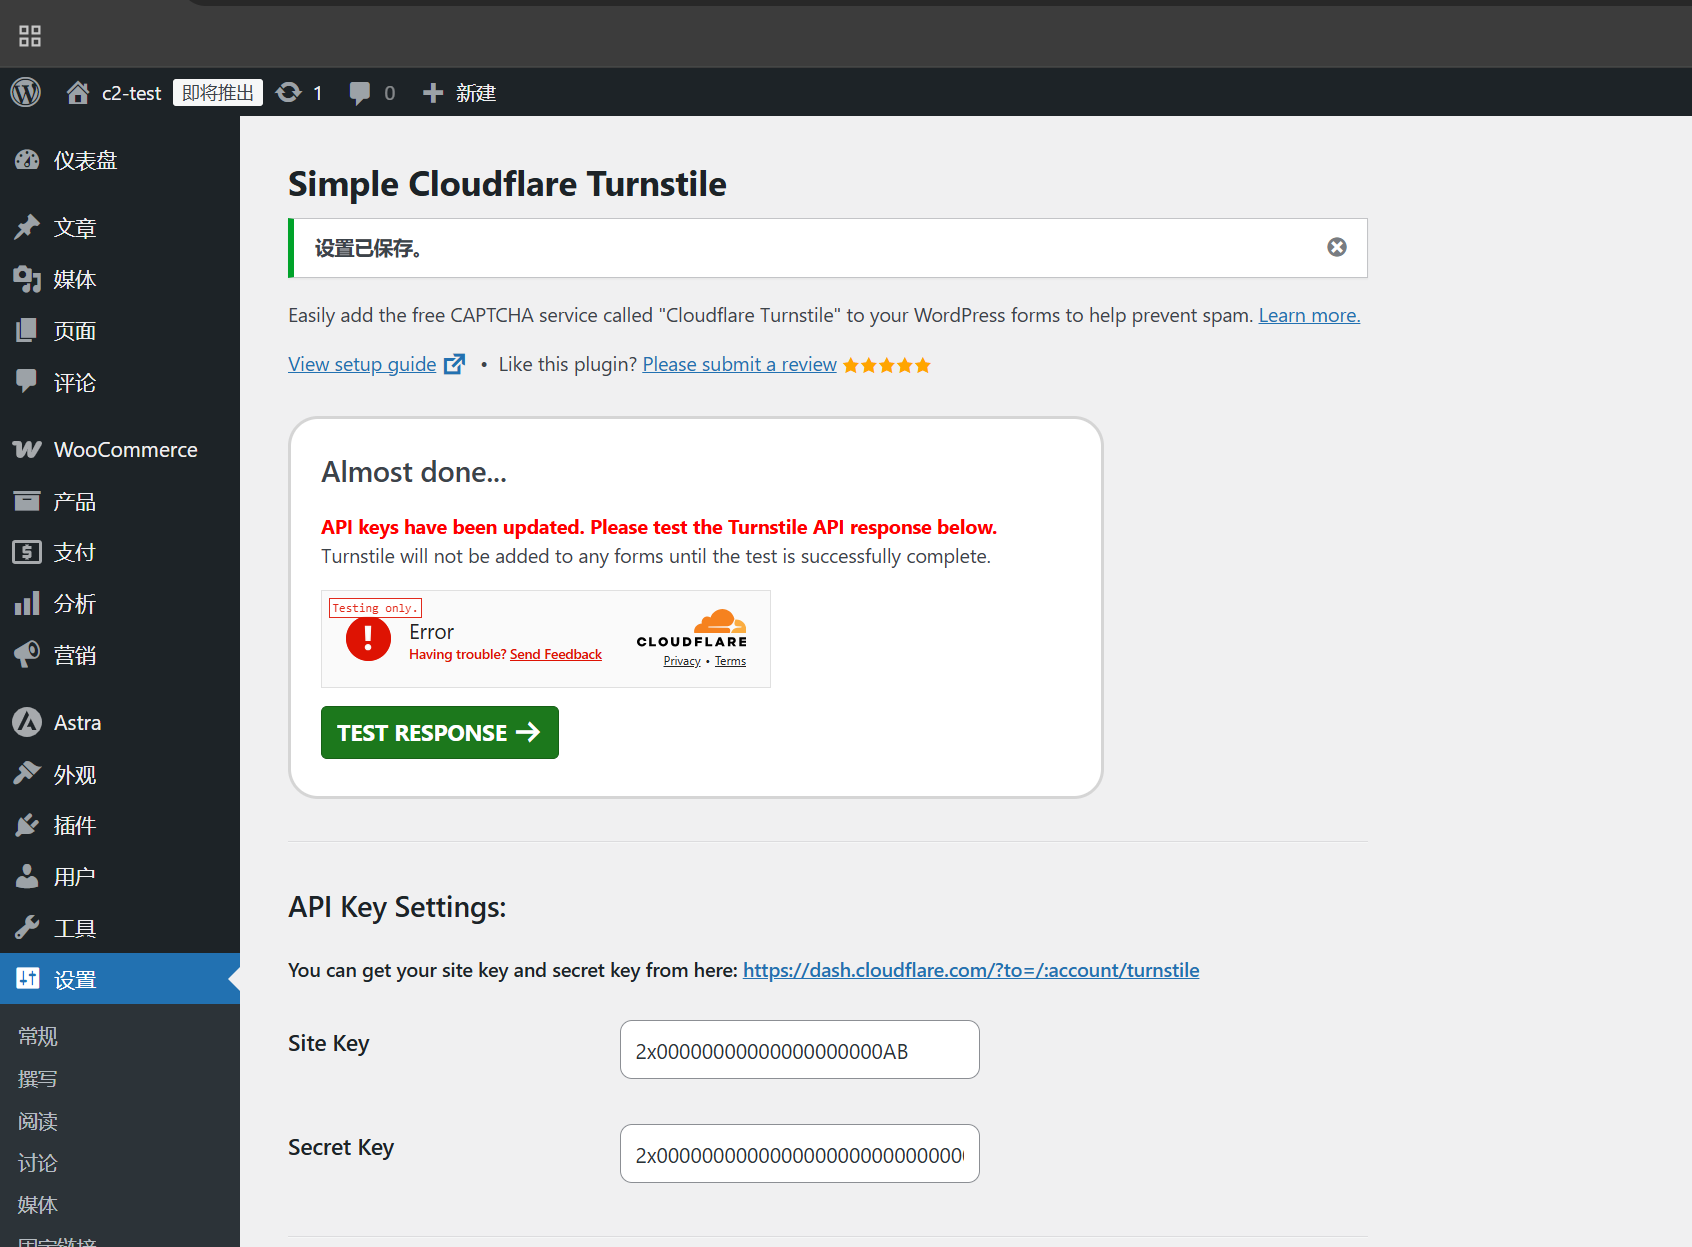 c2-test 即将推出 1 0 新建
仪表盘
文章
媒体
页面
评论
WooCommerce
产品
支付
分析
营销
Astra
外观
插件
用户
工具
设置
常规
撰写
阅读
讨论
媒体
固定链接
Simple Cloudflare Turnstile
设置已保存。
Easily add the free CAPTCHA service called "Cloudflare Turnstile" to your WordPress forms to help prevent spam. Learn more.
View setup guide • Like this plugin? Please submit a review
Almost done...
API keys have been updated. Please test the Turnstile API response below.
Turnstile will not be added to any forms until the test is successfully complete.
Testing only.
Error
Having trouble? Send Feedback
CLOUDFLARE
Privacy • Terms
TEST RESPONSE
API Key Settings:
You can get your site key and secret key from here: https://dash.cloudflare.com/?to=/:account/turnstile
Site Key
2x00000000000000000000AB
Secret Key
2x000000000000000000000000000